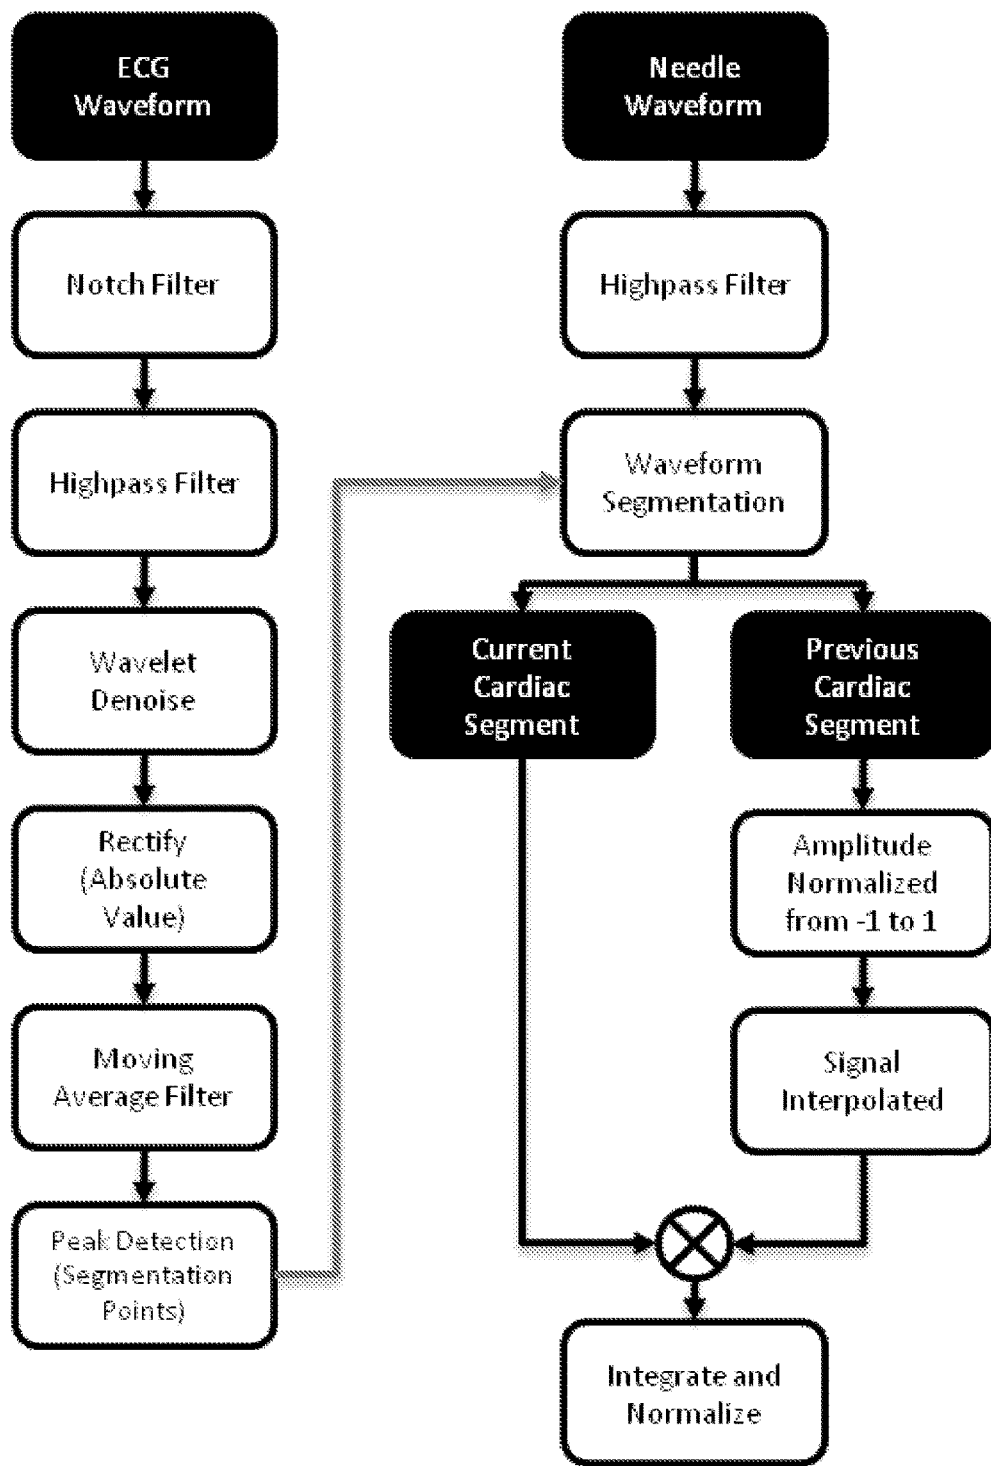 ECG
Waveform
Notch Filter
Highpass Filter
Wavelet
Denoise
Rectify
(Absolute
Value)
Moving
Average Filter
Peak Detection
(Segmentation
Points)
Needle
Waveform
Highpass Filter
Waveform
Segmentation
Current
Cardiac
Segment
Previous
Cardiac
Segment
Amplitude
Normalized
from -1 to 1
Signal
Interpolated
Integrate and
Normalize